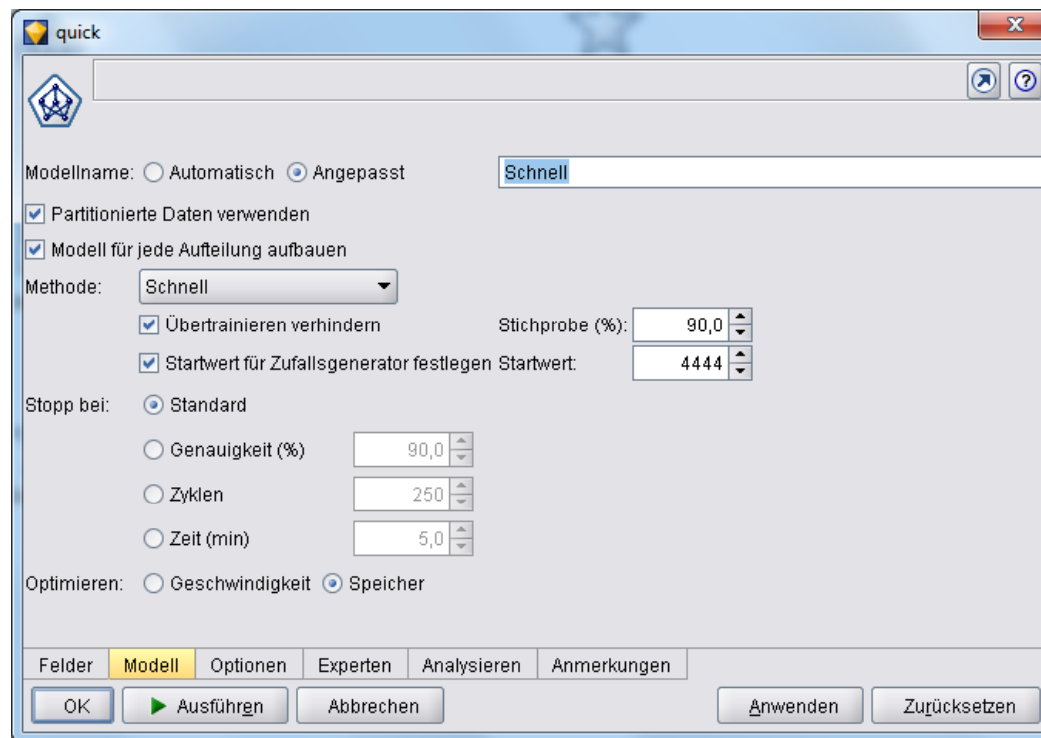 quick
Modellname: Automatisch Angepasst Schnell
Partitionierte Daten verwenden
Modell für jede Aufteilung aufbauen
Methode: Schnell
Übertrainieren verhindern Stichprobe (%): 90,0
Startwert für Zufallsgenerator festlegen Startwert: 4444
Stopp bei: Standard
Genauigkeit (%) 90,0
Zyklen 250
Zeit (min) 5,0
Optimieren: Geschwindigkeit Speicher
Felder Modell Optionen Experten Analysieren Anmerkungen
OK Ausführen Abbrechen Anwenden Zurücksetzen